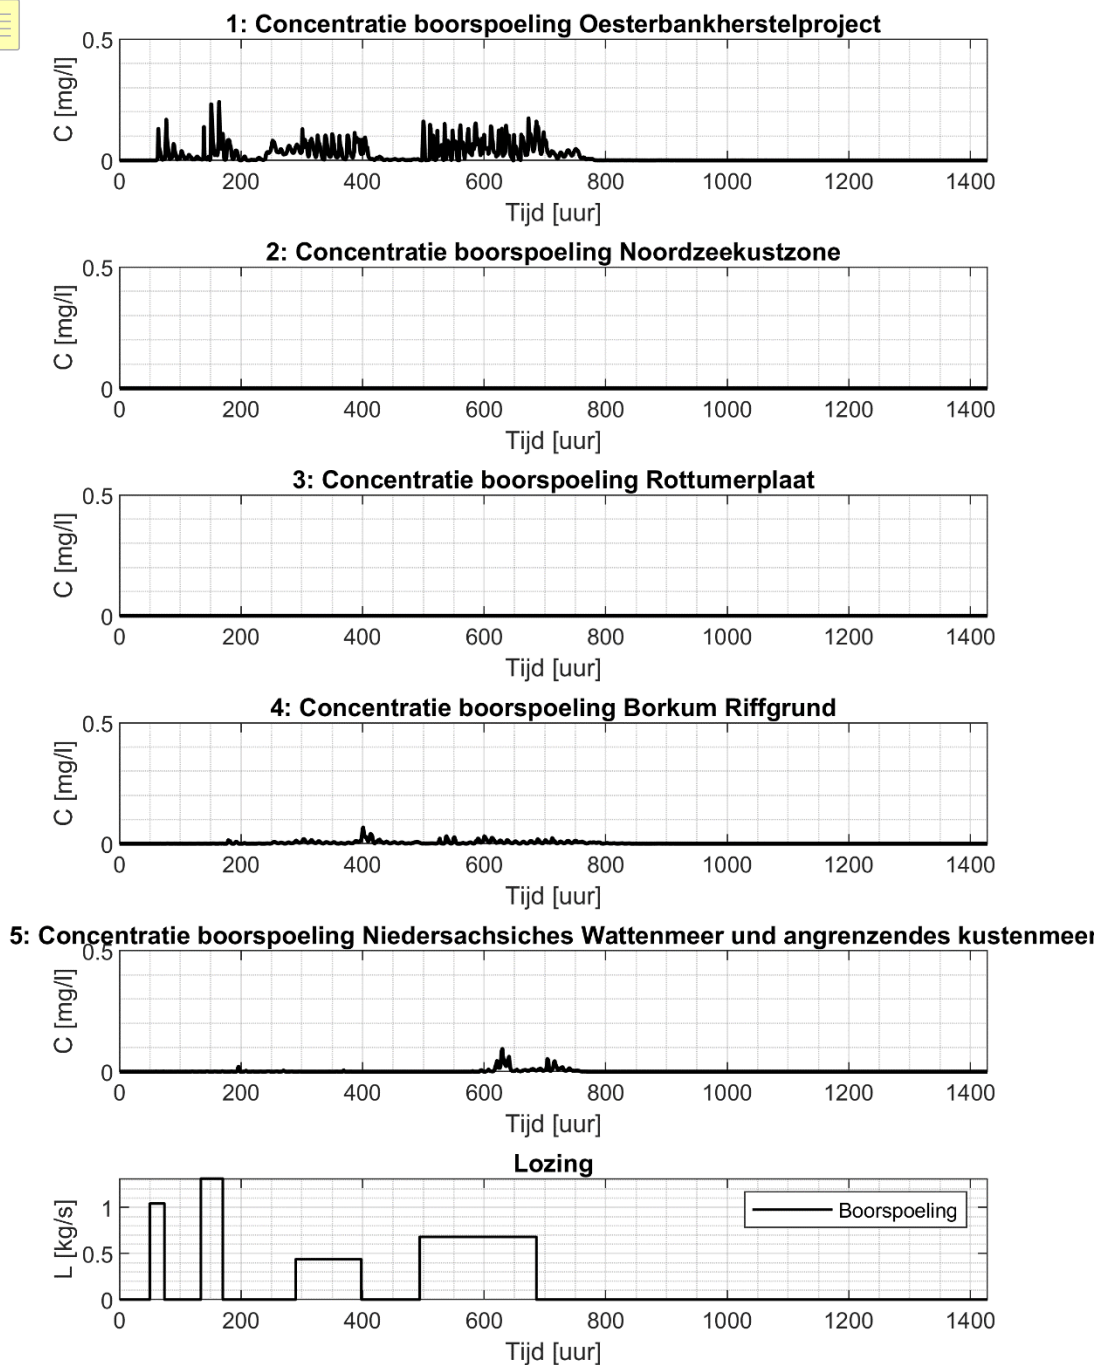 1: Concentratie boorspoeling Oesterbankherstelproject
0.5
C [mg/l]
0
0 200 400 600 800 1000 1200 1400
Tijd [uur]
2: Concentratie boorspoeling Noordzeekustzone
0.5
C [mg/l]
0
0 200 400 600 800 1000 1200 1400
Tijd [uur]
3: Concentratie boorspoeling Rottumerplaat
0.5
C [mg/l]
0
0 200 400 600 800 1000 1200 1400
Tijd [uur]
4: Concentratie boorspoeling Borkum Riffgrund
0.5
C [mg/l]
0
0 200 400 600 800 1000 1200 1400
Tijd [uur]
5: Concentratie boorspoeling Niedersachsiches Wattenmeer und angrenzendes kustenmeer
0.5
C [mg/l]
0
0 200 400 600 800 1000 1200 1400
Tijd [uur]
Lozing
1
Boorspoeling
L [kg/s]
0.5
0
0 200 400 600 800 1000 1200 1400
Tijd [uur]